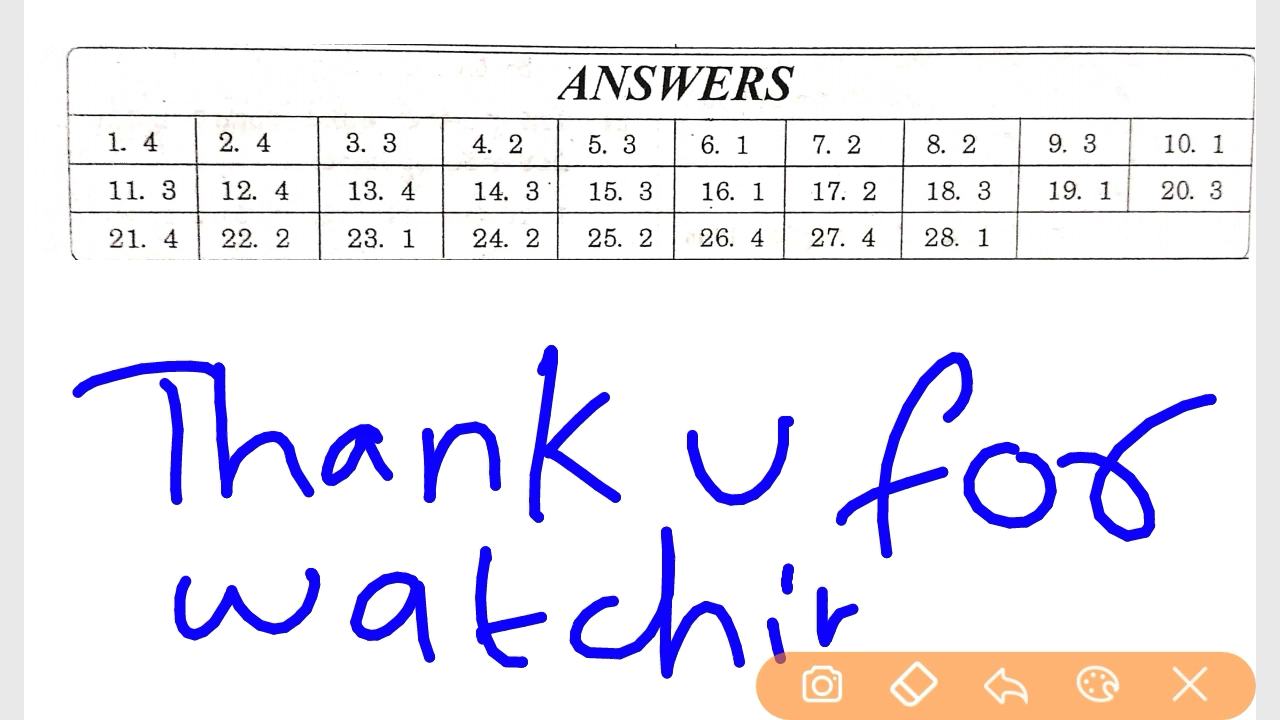 ANSWERS
1. 4 2. 4 3. 3 4. 2 5. 3 6. 1 7. 2 8. 2 9. 3 10. 1
11. 3 12. 4 13. 4 14. 3 15. 3 16. 1 17. 2 18. 3 19. 1 20. 3
21. 4 22. 2 23. 1 24. 2 25. 2 26. 4 27. 4 28. 1
Thank u for
watchin